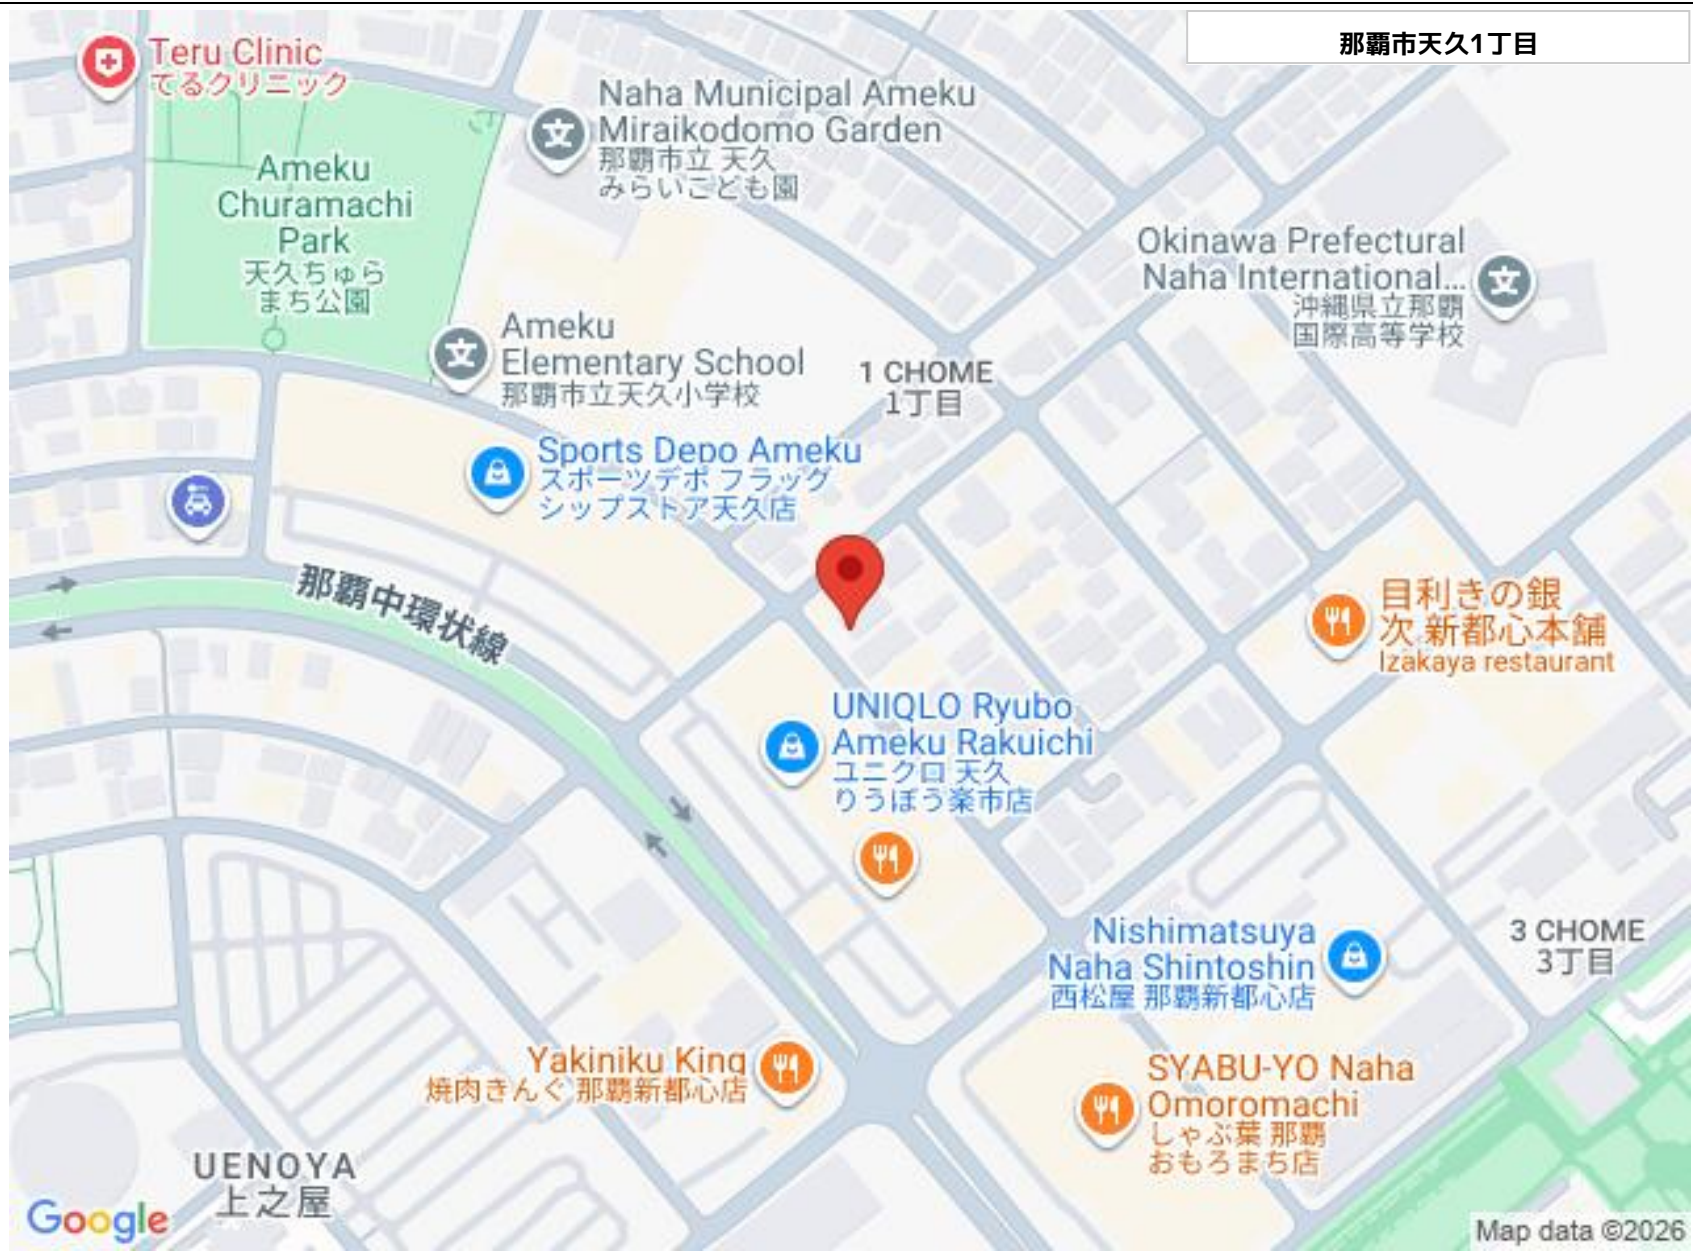 那覇市天久1丁目
Teru Clinic
てるクリニック
Naha Municipal Ameku
Miraikodomo Garden
那覇市立 天久
みらいこども園
Ameku
Churamachi
Park
天久ちゅら
まち公園
Okinawa Prefectural
Naha International...
沖縄県立那覇
国際高等学校
Ameku
Elementary School
那覇市立天久小学校
1 CHOME
1丁目
Sports Depo Ameku
スポーツデポ フラッグ
シップストア天久店
那覇中環状線
目利きの銀
次 新都心本舗
Izakaya restaurant
UNIQLO Ryubo
Ameku Rakuichi
ユニクロ 天久
りうぼう楽市店
Nishimatsuya
Naha Shintoshin
西松屋 那覇新都心店
3 CHOME
3丁目
Yakiniku King
焼肉きんぐ 那覇新都心店
SYABU-YO Naha
Omoromachi
しゃぶ葉 那覇
おもろまち店
UENOYA
上之屋
Google
Map data ©2026